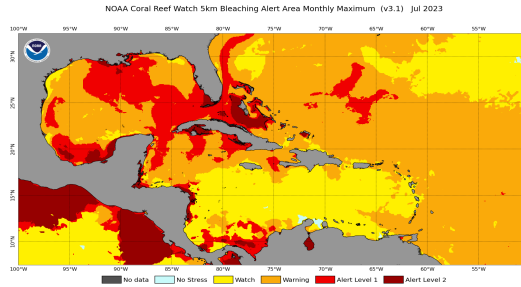 NOAA Coral Reef Watch 5km Bleaching Alert Area Monthly Maximum (v3.1) Jul 2023
100°W 95°W 90°W 85°W 80°W 75°W 70°W 65°W 60°W 55°W
30°N
25°N
20°N
15°N
10°N
100°W 95°W 90°W 85°W 80°W 75°W 70°W 65°W 60°W 55°W
No data No Stress Watch Warning Alert Level 1 Alert Level 2